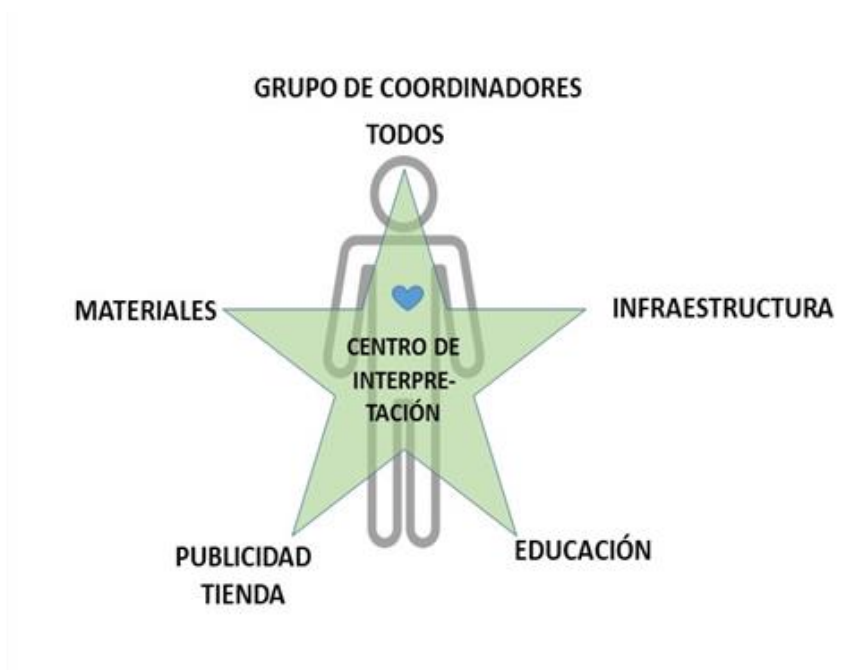 GRUPO DE COORDINADORES
TODOS
MATERIALES
INFRAESTRUCTURA
CENTRO DE
INTERPRE-
TACIÓN
PUBLICIDAD
TIENDA
EDUCACIÓN